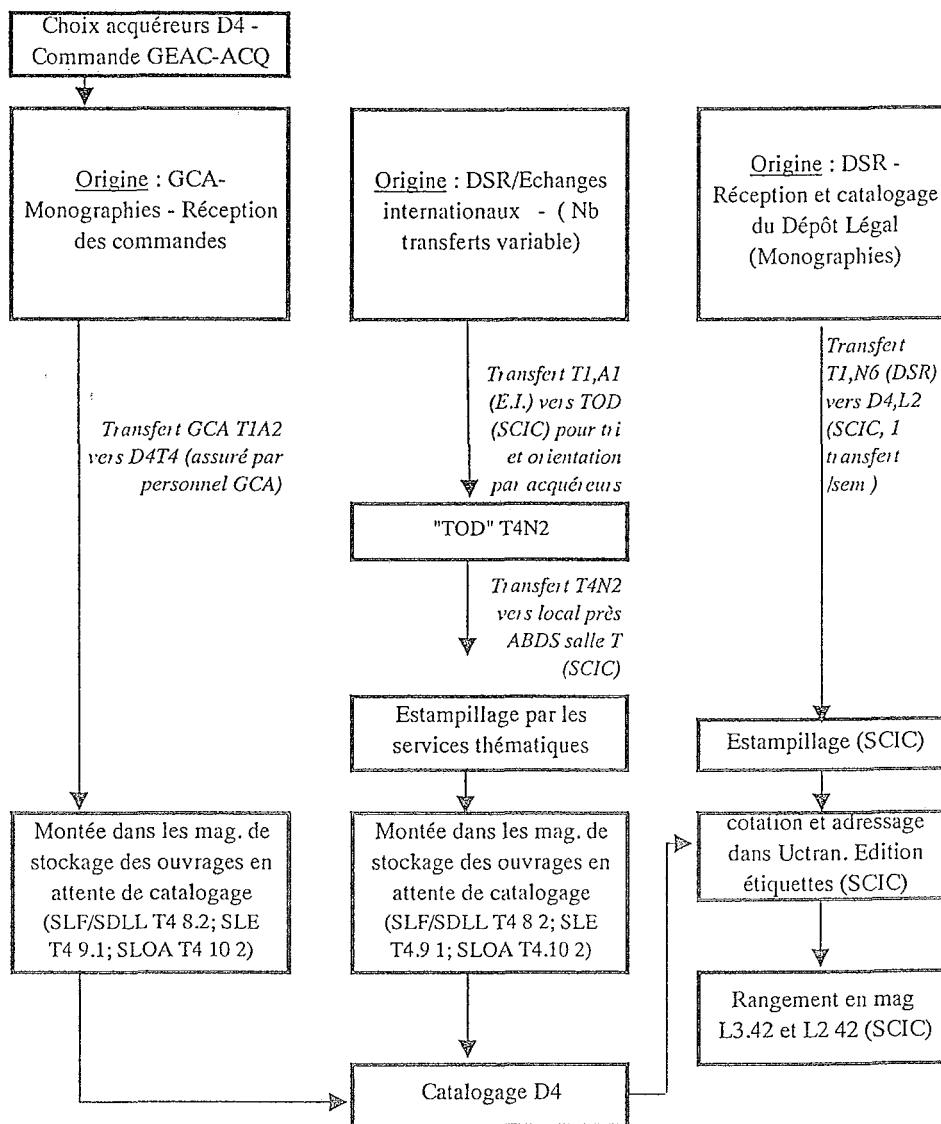 Choix acquéreurs D4 -
Commande GEAC-ACQ
Origine : GCA-
Monographies - Réception
des commandes
Transfert GCA T1A2
vers D4T4 (assuré par
personnel GCA)
Montée dans les mag. de
stockage des ouvrages en
attente de catalogage
(SLF/SDLL T4 8.2; SLE
T4 9.1; SLOA T4 10 2)
Origine : DSR/Echanges
internationaux - ( Nb
transferts variable)
Transfert T1,A1
(E.I.) vers TOD
(SCIC) pour tri
et orientation
par acquéreurs
"TOD" T4N2
Transfert T4N2
vers local près
ABDS salle T
(SCIC)
Estampillage par les
services thématiques
Montée dans les mag. de
stockage des ouvrages en
attente de catalogage
(SLF/SDLL T4 8 2; SLE
T4.9 1; SLOA T4.10 2)
Catalogage D4
Origine : DSR -
Réception et catalogage
du Dépôt Légal
(Monographies)
Transfert
T1,N6 (DSR)
vers D4,L2
(SCIC, 1
transfert
/sem )
Estampillage (SCIC)
cotation et adressage
dans Uctran. Edition
étiquettes (SCIC)
Rangement en mag
L3.42 et L2 42 (SCIC)